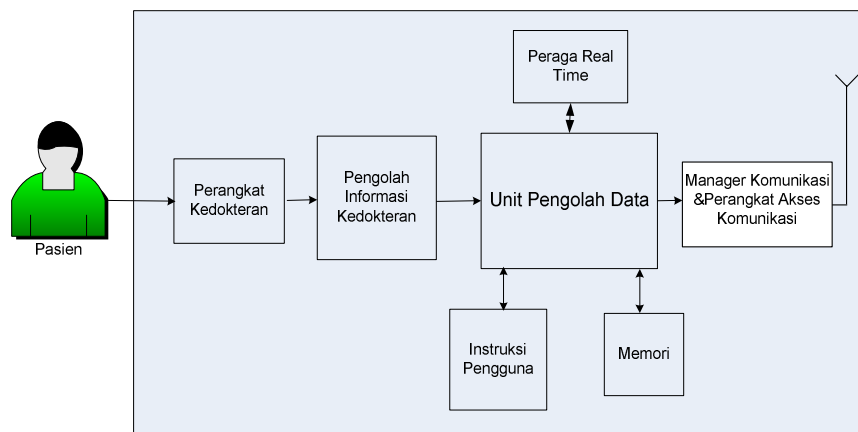 Peraga Real
Time
Pasien
Perangkat
Kedokteran
Pengolah
Informasi
Kedokteran
Unit Pengolah Data
Manager Komunikasi
&Perangkat Akses
Komunikasi
Instruksi
Pengguna
Memori